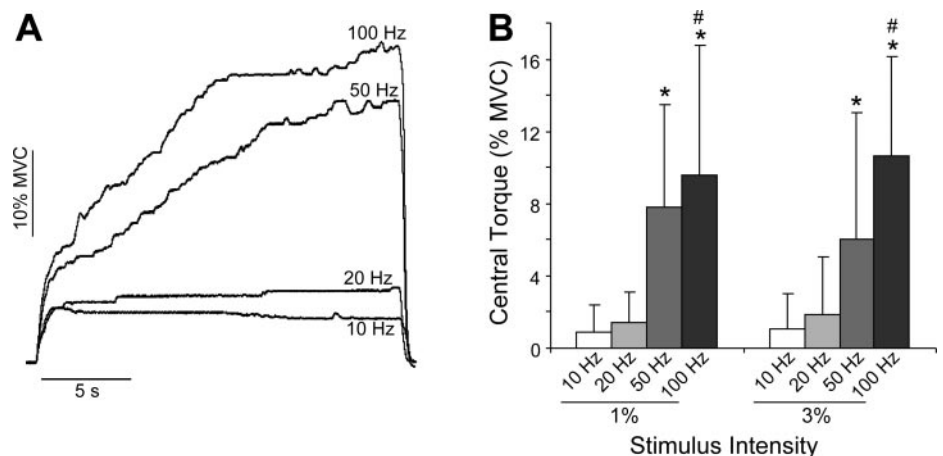 A
100 Hz
50 Hz
10% MVC
20 Hz
10 Hz
5 s
B
Central Torque (% MVC)
16
12
8
4
0
#
*
*
#
*
*
10 Hz
20 Hz
50 Hz
100 Hz
10 Hz
20 Hz
50 Hz
100 Hz
1%
3%
Stimulus Intensity